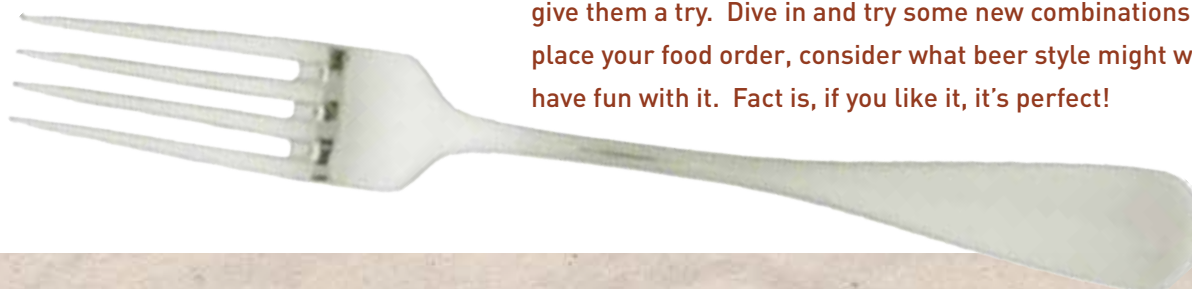 give them a try.  Dive in and try some new combinations
place your food order, consider what beer style might
have fun with it.  Fact is, if you like it, it’s perfect!